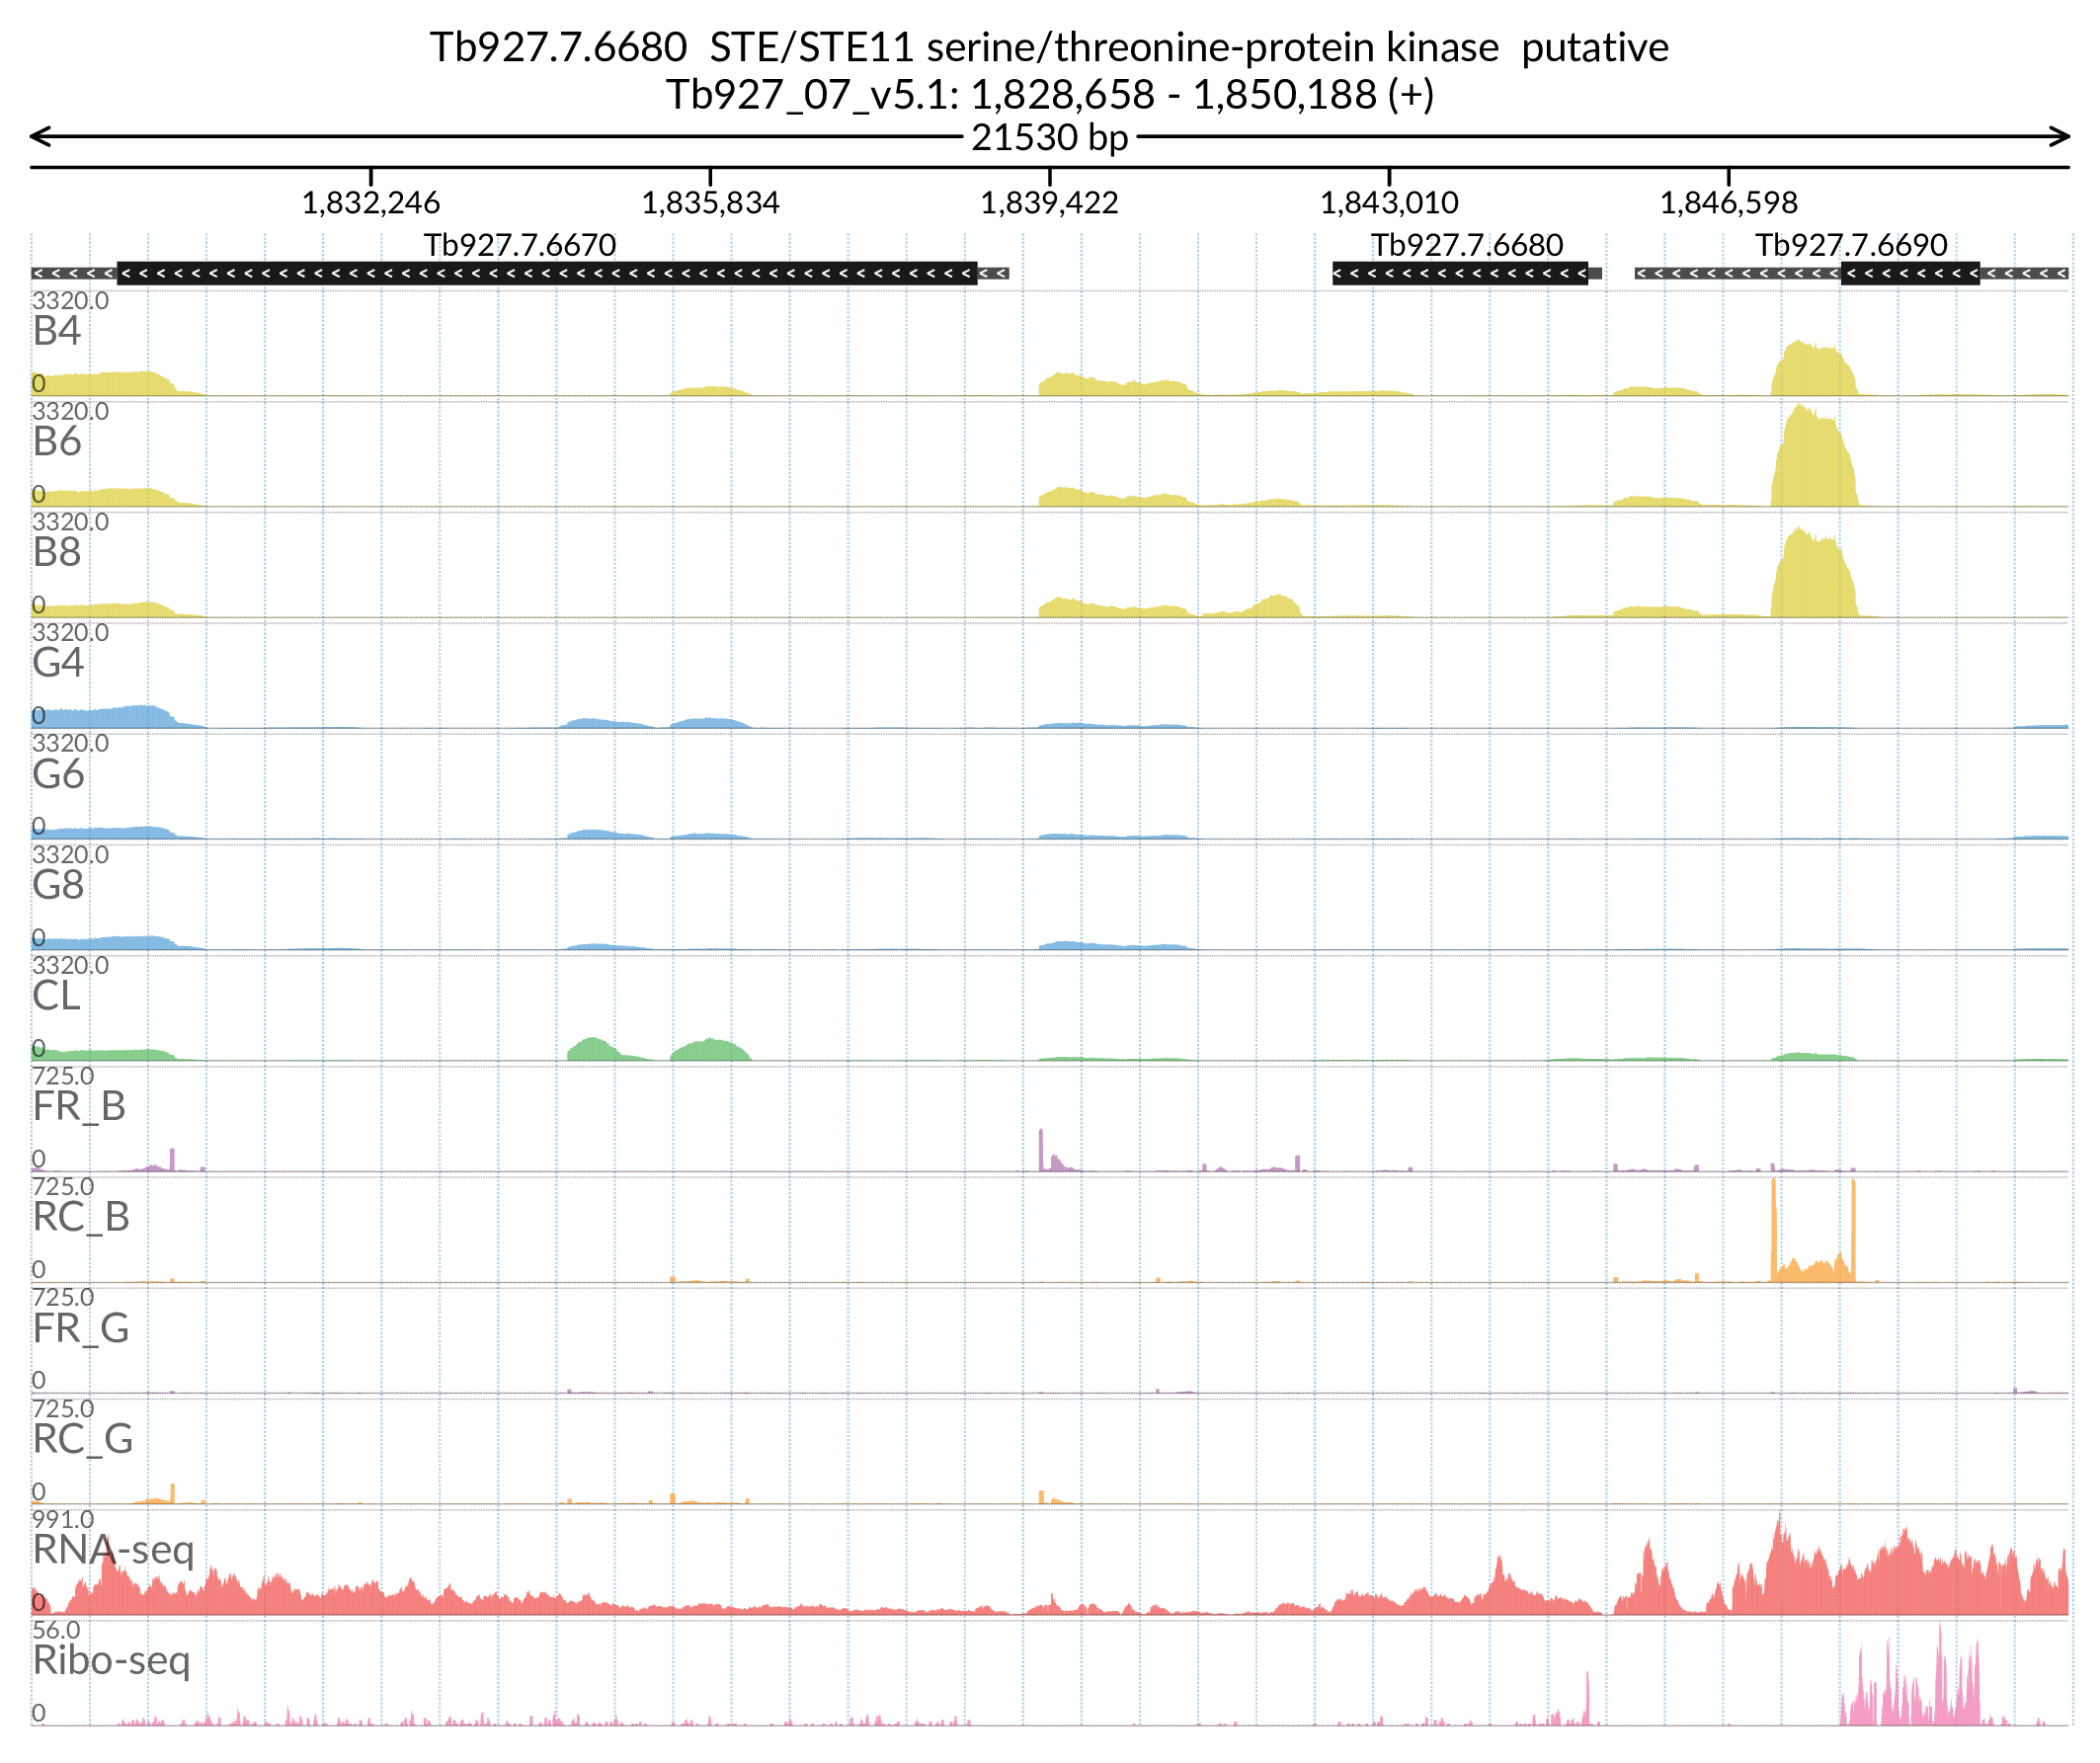 Tb927.7.6680  STE/STE11 serine/threonine-protein kinase  putative
Tb927_07_v5.1: 1,828,658 - 1,850,188 (+)
21530 bp
1,832,246 1,835,834 1,839,422 1,843,010 1,846,598
Tb927.7.6670 Tb927.7.6680 Tb927.7.6690
3320.0
B4
0
3320.0
B6
0
3320.0
B8
0
3320.0
G4
0
3320.0
G6
0
3320.0
G8
0
3320.0
CL
0
725.0
FR_B
0
725.0
RC_B
0
725.0
FR_G
0
725.0
RC_G
0
991.0
RNA-seq
0
56.0
Ribo-seq
0